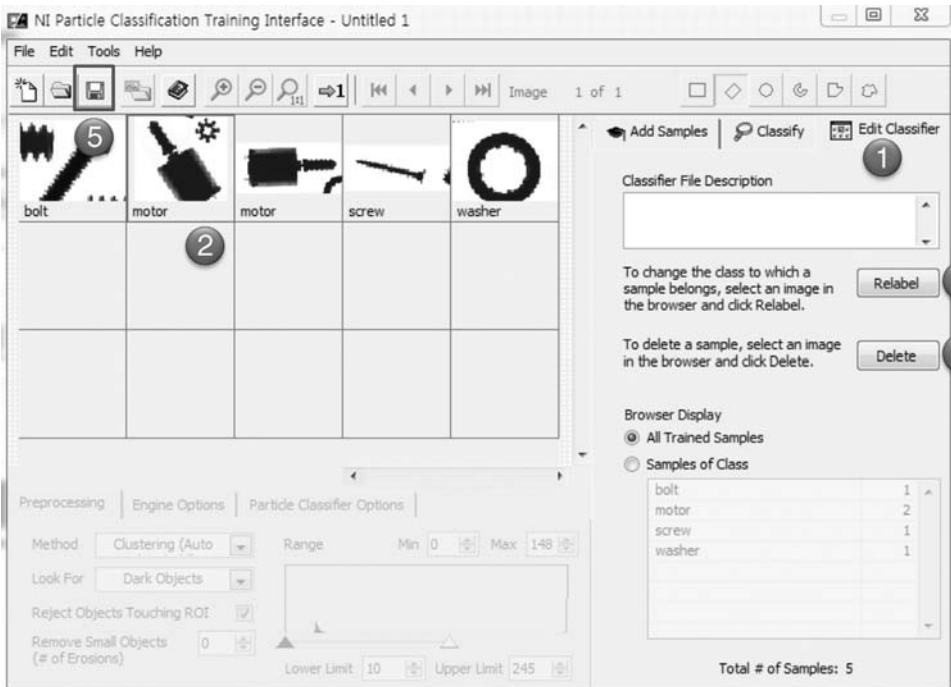 NI Particle Classification Training Interface - Untitled 1
File Edit Tools Help
1:1
1
Image 1 of 1
5
Add Samples
Classify
Edit Classifier
1
bolt
motor
motor
screw
washer
2
Classifier File Description
To change the class to which a
sample belongs, select an image in
the browser and click Relabel.
Relabel
To delete a sample, select an image
in the browser and click Delete.
Delete
Browser Display
All Trained Samples
Samples of Class
bolt 1
motor 2
screw 1
washer 1
Total # of Samples: 5
Preprocessing
Engine Options
Particle Classifier Options
Method Clustering (Auto
Range Min 0 Max 148
Look For Dark Objects
Reject Objects Touching ROI
Remove Small Objects 0
(# of Erosions)
Lower Limit 10 Upper Limit 245